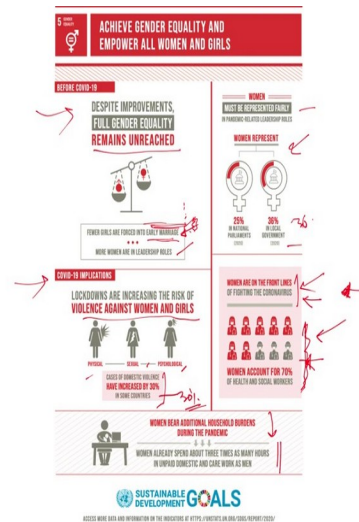 5 GENDER
EQUALITY
ACHIEVE GENDER EQUALITY AND
EMPOWER ALL WOMEN AND GIRLS
BEFORE COVID-19
DESPITE IMPROVEMENTS,
FULL GENDER EQUALITY
REMAINS UNREACHED
FEWER GIRLS ARE FORCED INTO EARLY MARRIAGE
MORE WOMEN ARE IN LEADERSHIP ROLES
WOMEN
MUST BE REPRESENTED FAIRLY
IN PANDEMIC-RELATED LEADERSHIP ROLES
WOMEN REPRESENT
25% 36%
IN NATIONAL IN LOCAL
PARLIAMENTS GOVERNMENT
(2020) (2020)
36.
COVID-19 IMPLICATIONS
LOCKDOWNS ARE INCREASING THE RISK OF
VIOLENCE AGAINST WOMEN AND GIRLS
PHYSICAL SEXUAL PSYCHOLOGICAL
CASES OF DOMESTIC VIOLENCE
HAVE INCREASED BY 30%
IN SOME COUNTRIES
30%.
WOMEN ARE ON THE FRONT LINES
OF FIGHTING THE CORONAVIRUS
WOMEN ACCOUNT FOR 70%
OF HEALTH AND SOCIAL WORKERS
WOMEN BEAR ADDITIONAL HOUSEHOLD BURDENS
DURING THE PANDEMIC
WOMEN ALREADY SPEND ABOUT THREE TIMES AS MANY HOURS
IN UNPAID DOMESTIC AND CARE WORK AS MEN
SUSTAINABLE
DEVELOPMENT GOALS
ACCESS MORE DATA AND INFORMATION ON THE INDICATORS AT HTTPS://UNSTATS.UN.ORG/SDGS/REPORT/2020/